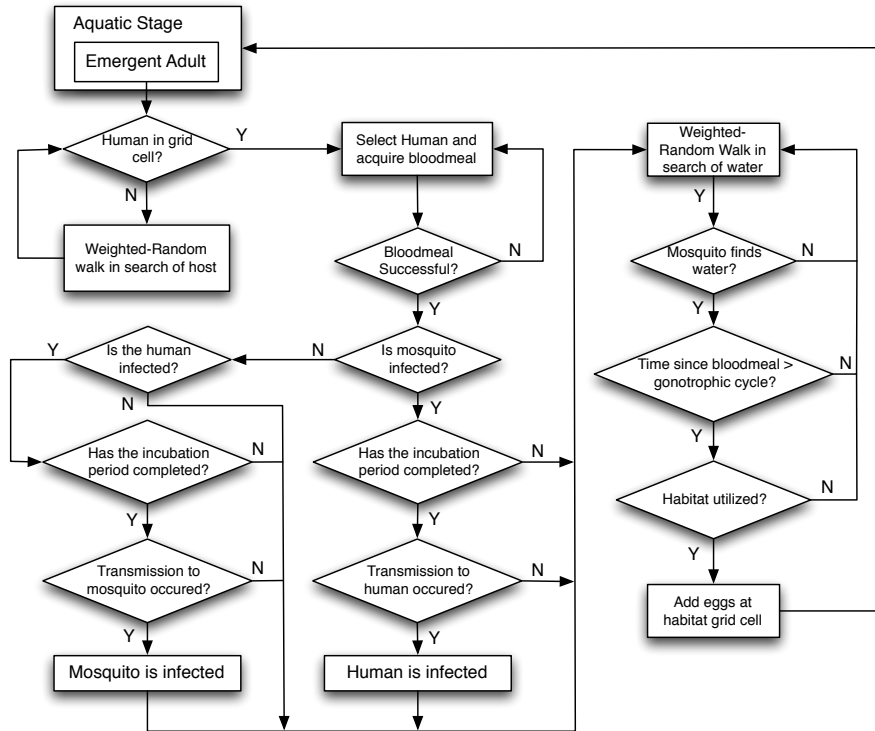 Aquatic Stage
Emergent Adult
Human in grid
cell?
Y
N
Weighted-Random
walk in search of host
Select Human and
acquire bloodmeal
Bloodmeal
Successful?
N
Y
Is mosquito
infected?
N
Y
Is the human
infected?
Y
N
Has the incubation
period completed?
N
Y
Transmission to
mosquito occured?
N
Y
Mosquito is infected
Has the incubation
period completed?
N
Y
Transmission to
human occured?
N
Y
Human is infected
Weighted-
Random Walk in
search of water
Y
Mosquito finds
water?
N
Y
Time since bloodmeal >
gonotrophic cycle?
N
Y
Habitat utilized?
N
Y
Add eggs at
habitat grid cell